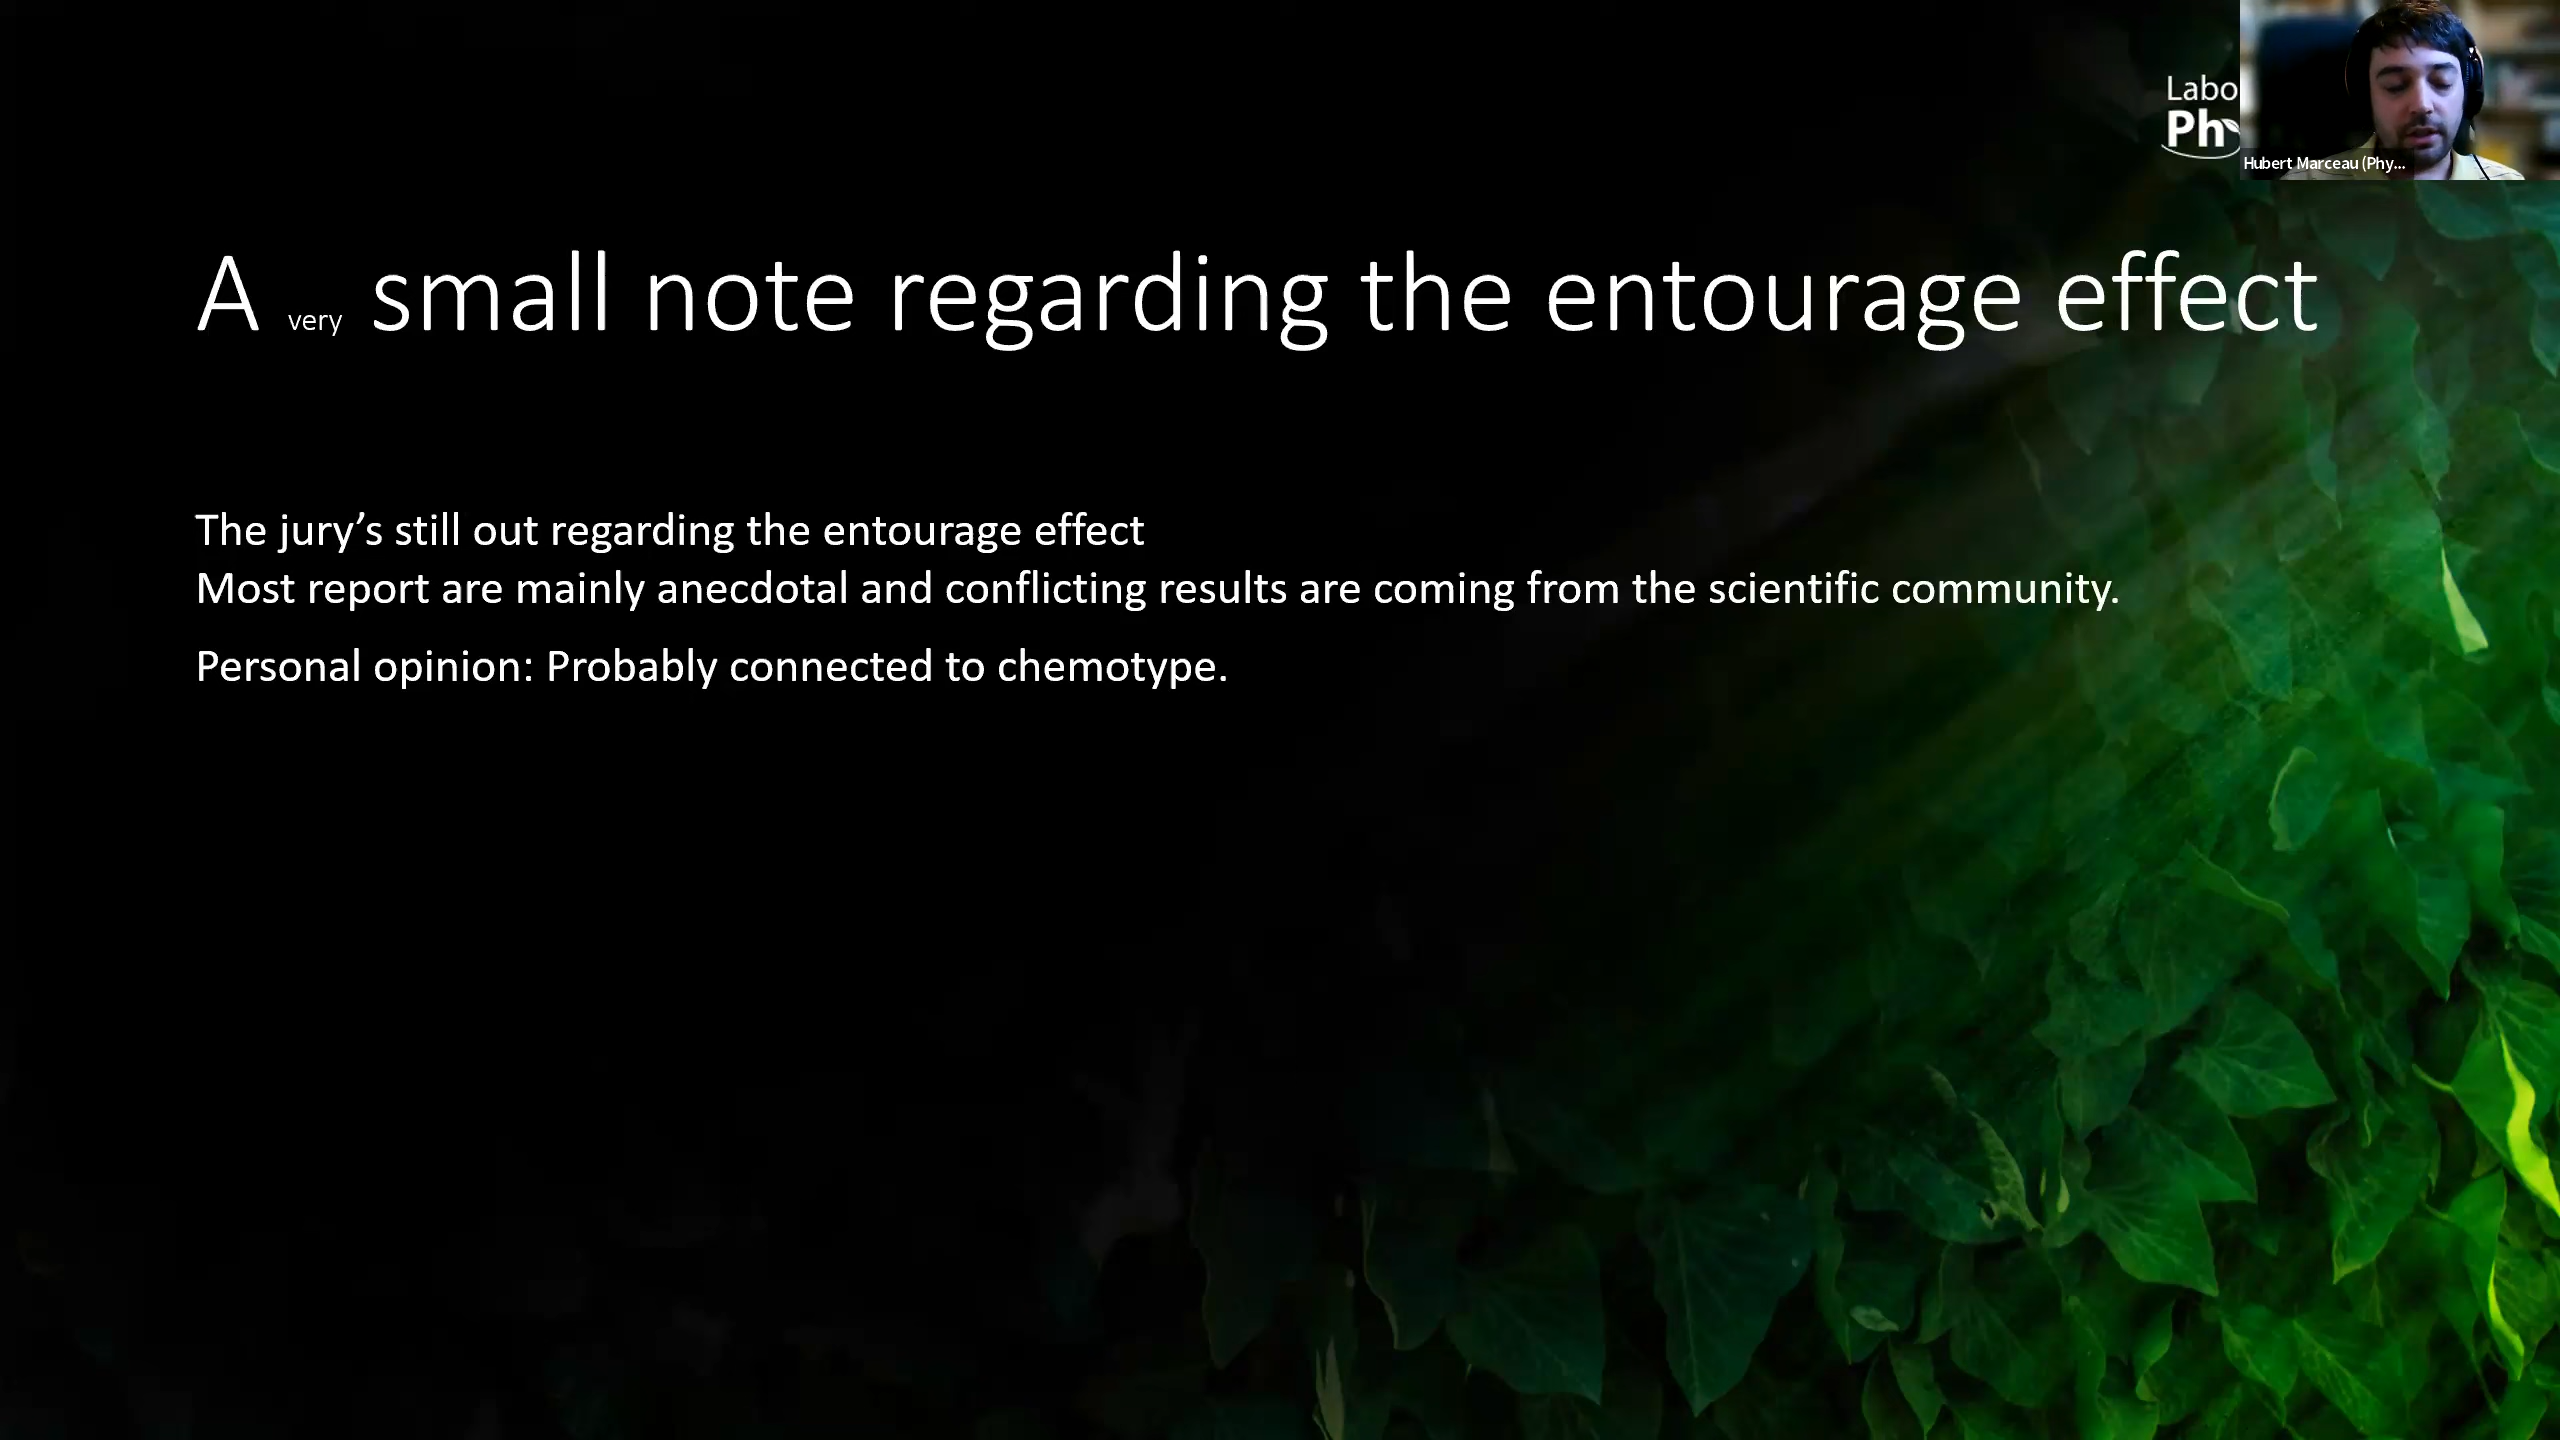 Labo
Ph
Hubert Marceau (Phy...
A very small note regarding the entourage effect
The jury’s still out regarding the entourage effect
Most report are mainly anecdotal and conflicting results are coming from the scientific community.
Personal opinion: Probably connected to chemotype.